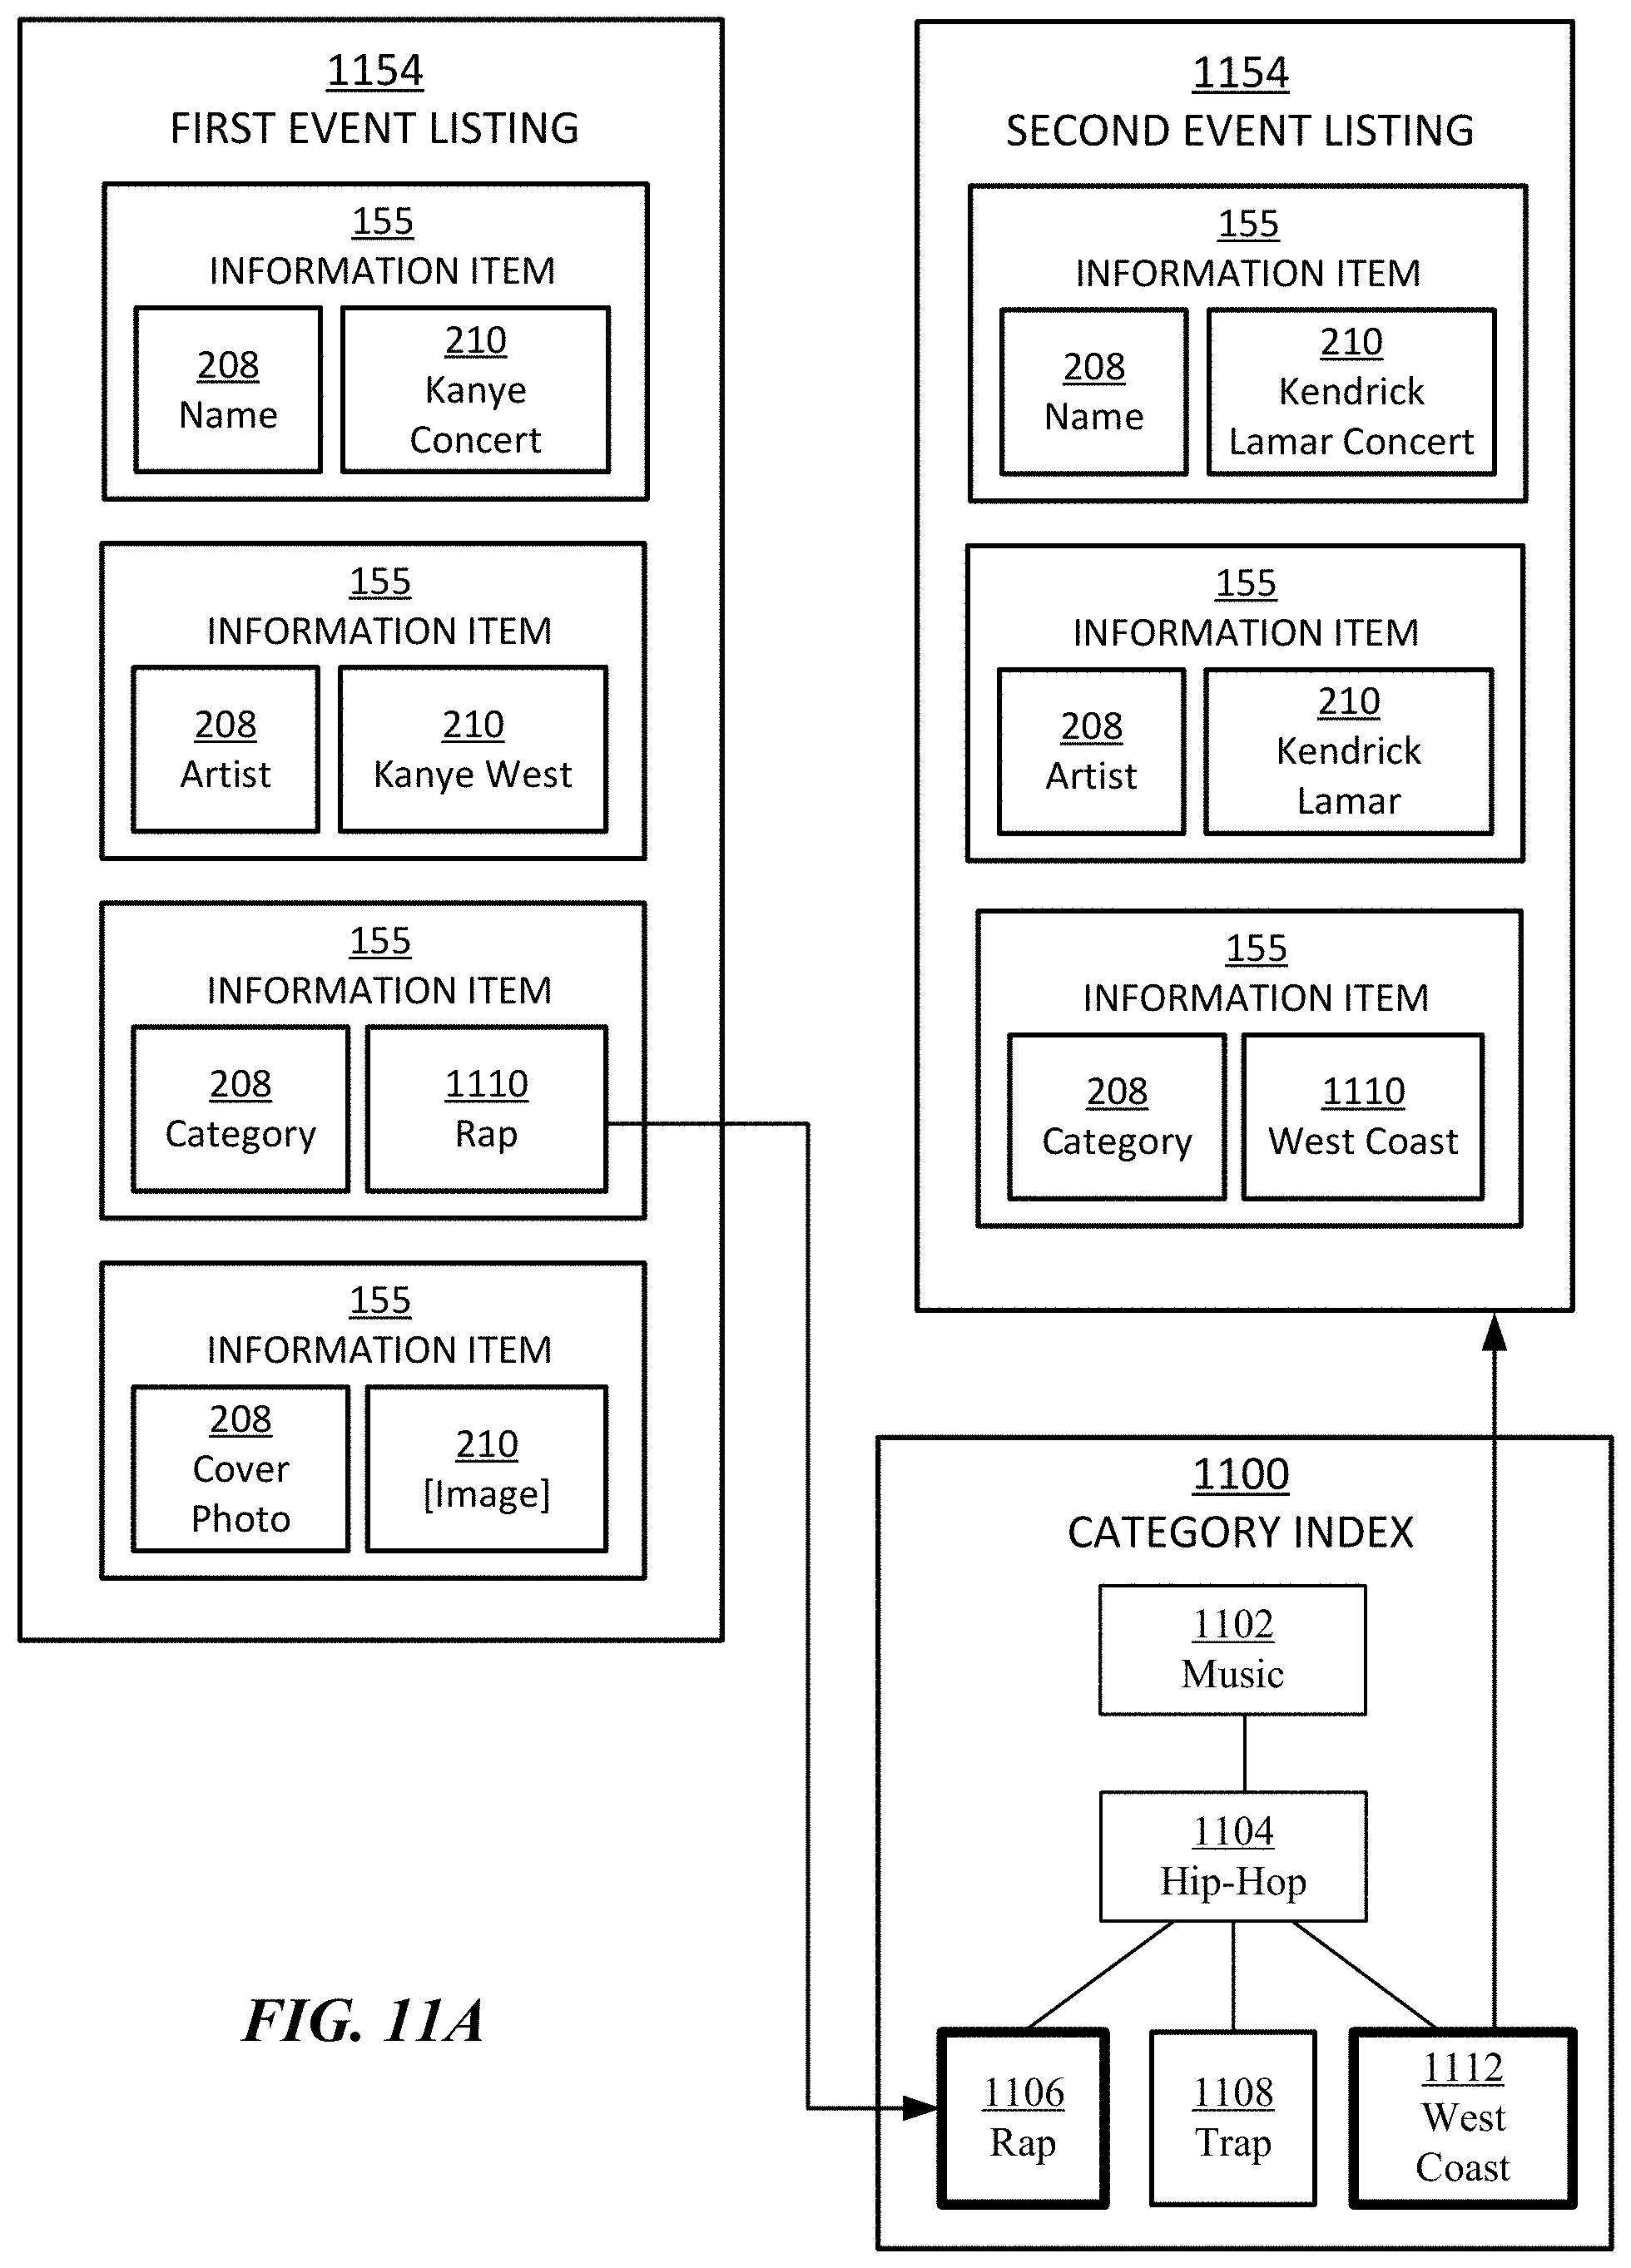 1154
FIRST EVENT LISTING
155
INFORMATION ITEM
208
Name
210
Kanye
Concert
155
INFORMATION ITEM
208
Artist
210
Kanye West
155
INFORMATION ITEM
208
Category
1110
Rap
155
INFORMATION ITEM
208
Cover
Photo
210
[Image]
1154
SECOND EVENT LISTING
155
INFORMATION ITEM
208
Name
210
Kendrick
Lamar Concert
155
INFORMATION ITEM
208
Artist
210
Kendrick
Lamar
155
INFORMATION ITEM
208
Category
1110
West Coast
1100
CATEGORY INDEX
1102
Music
1104
Hip-Hop
1106
Rap
1108
Trap
1112
West
Coast
FIG. 11A